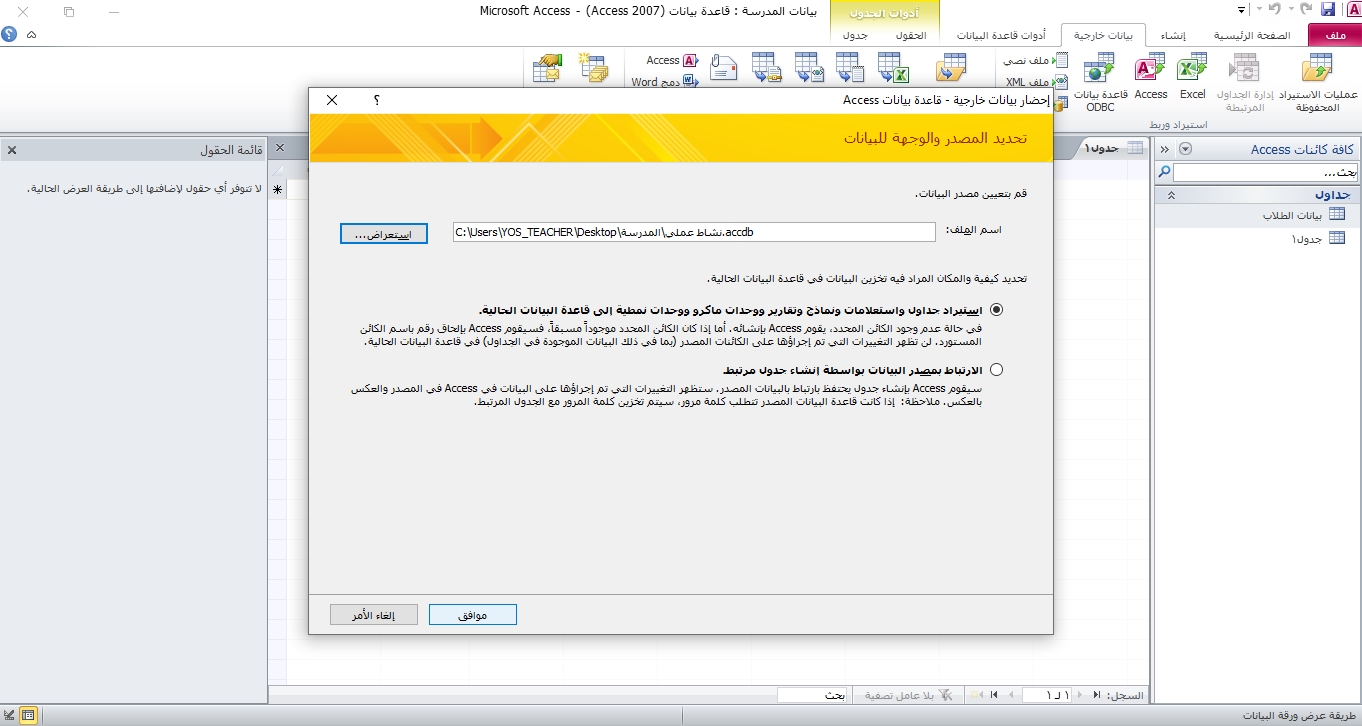 بيانات المدرسة : قاعدة بيانات (Access 2007) - Microsoft Access
أدوات الجدول
ملف
الصفحة الرئيسية
إنشاء
بيانات خارجية
أدوات قاعدة البيانات
الحقول
جدول
عمليات الاستيراد المحفوظة
إدارة الجداول المرتبطة
Excel
Access
قاعدة بيانات ODBC
ملف نصي
ملف XML
استيراد وربط
Access
دمج Word
إحضار بيانات خارجية - قاعدة بيانات Access
؟
تحديد المصدر والوجهة للبيانات
قم بتعيين مصدر البيانات.
اسم الملف:
C:\Users\YOS_TEACHER\Desktop\نشاط عملي\المدرسة.accdb
استعراض...
تحديد كيفية والمكان المراد فيه تخزين البيانات في قاعدة البيانات الحالية.
استيراد جداول واستعلامات ونماذج وتقارير ووحدات ماكرو ووحدات نمطية إلى قاعدة البيانات الحالية.
في حالة عدم وجود الكائن المحدد، يقوم Access بإنشائه. أما إذا كان الكائن المحدد موجوداً مسبقاً، فسيقوم Access بإلحاق رقم باسم الكائن
المستورد. لن تظهر التغييرات التي تم إجراؤها على الكائنات المصدر (بما في ذلك البيانات الموجودة في الجداول) في قاعدة البيانات الحالية.
الارتباط بمصدر البيانات بواسطة إنشاء جدول مرتبط.
سيقوم Access بإنشاء جدول يحتفظ بارتباط بالبيانات المصدر. ستظهر التغييرات التي تم إجراؤها على البيانات في Access في المصدر والعكس
بالعكس. ملاحظة: إذا كانت قاعدة البيانات المصدر تتطلب كلمة مرور، سيتم تخزين كلمة المرور مع الجدول المرتبط.
موافق
إلغاء الأمر
كافة كائنات Access
بحث...
جداول
بيانات الطلاب
جدول١
جدول١
قائمة الحقول
لا تتوفر أي حقول لإضافتها إلى طريقة العرض الحالية.
السجل:
١ لـ ١
بلا عامل تصفية
بحث
طريقة عرض ورقة البيانات